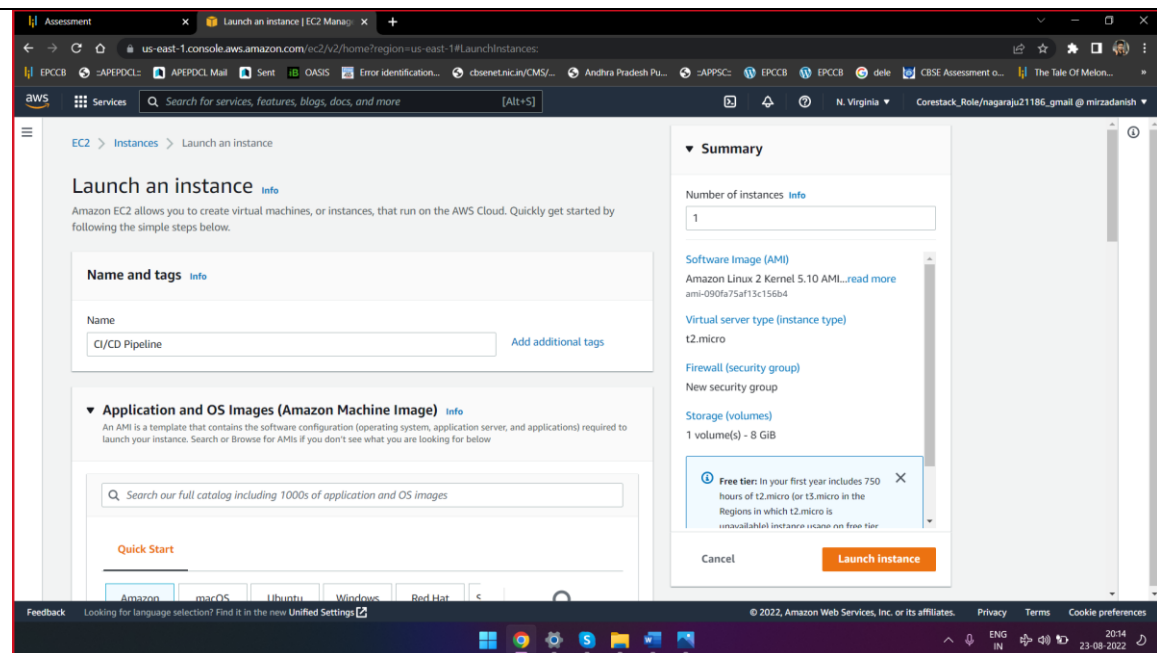 Assessment
Launch an instance | EC2 Manag
us-east-1.console.aws.amazon.com/ec2/v2/home?region=us-east-1#LaunchInstances:
EPCCB ::APEPDCL:: APEPDCL Mail Sent OASIS Error identification... cbsenet.nic.in/CMS/... Andhra Pradesh Pu... ::APPSC:: EPCCB EPCCB dele CBSE Assessment o... The Tale Of Melon... »
aws Services Search for services, features, blogs, docs, and more [Alt+S] N. Virginia ▼ Corestack_Role/nagaraju21186_gmail @ mirzadanish ▼
EC2 > Instances > Launch an instance
Launch an instance Info
Amazon EC2 allows you to create virtual machines, or instances, that run on the AWS Cloud. Quickly get started by
following the simple steps below.
Name and tags Info
Name
CI/CD Pipeline
Add additional tags
▼ Application and OS Images (Amazon Machine Image) Info
An AMI is a template that contains the software configuration (operating system, application server, and applications) required to
launch your instance. Search or Browse for AMIs if you don't see what you are looking for below
Search our full catalog including 1000s of application and OS images
Quick Start
Amazon macOS Ubuntu Windows Red Hat S
▼ Summary
Number of instances Info
1
Software Image (AMI)
Amazon Linux 2 Kernel 5.10 AMI...read more
ami-090fa75af13c156b4
Virtual server type (instance type)
t2.micro
Firewall (security group)
New security group
Storage (volumes)
1 volume(s) - 8 GiB
Free tier: In your first year includes 750
hours of t2.micro (or t3.micro in the
Regions in which t2.micro is
unavailable) instance usage on free tier
Cancel
Launch instance
Feedback Looking for language selection? Find it in the new Unified Settings © 2022, Amazon Web Services, Inc. or its affiliates. Privacy Terms Cookie preferences
ENG
IN
20:14
23-08-2022